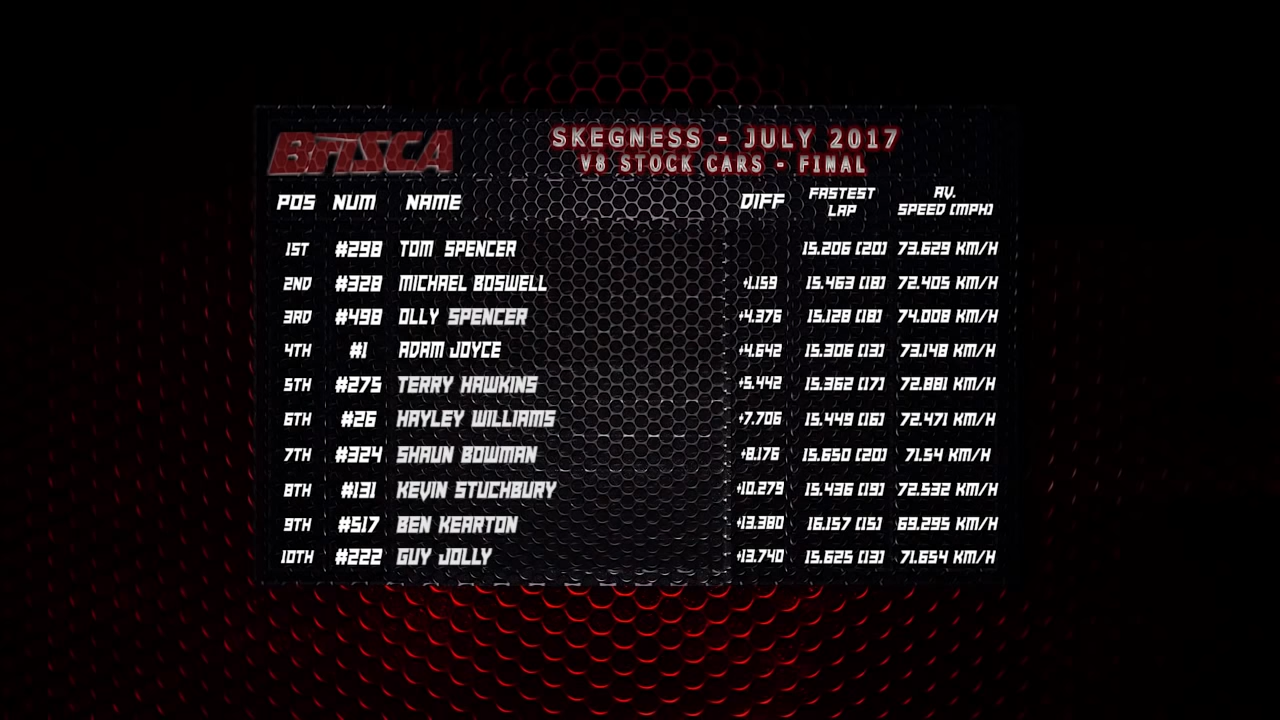 BriSCA
SKEGNESS - JULY 2017
V8 STOCK CARS - FINAL
POS NUM NAME DIFF FASTEST LAP AV. SPEED (MPH)
1ST #298 TOM SPENCER 15.206 (20) 73.629 KM/H
2ND #328 MICHAEL BOSWELL +1.159 15.463 (18) 72.405 KM/H
3RD #498 OLLY SPENCER +4.376 15.128 (18) 74.008 KM/H
4TH #1 ADAM JOYCE +4.642 15.306 (13) 73.148 KM/H
5TH #275 TERRY HAWKINS +5.442 15.362 (17) 72.881 KM/H
6TH #26 HAYLEY WILLIAMS +7.706 15.449 (16) 72.471 KM/H
7TH #324 SHAUN BOWMAN +8.176 15.650 (20) 71.54 KM/H
8TH #131 KEVIN STUCHBURY +10.279 15.436 (19) 72.532 KM/H
9TH #517 BEN KEARTON +13.380 16.157 (15) 69.295 KM/H
10TH #222 GUY JOLLY +13.740 15.625 (13) 71.654 KM/H